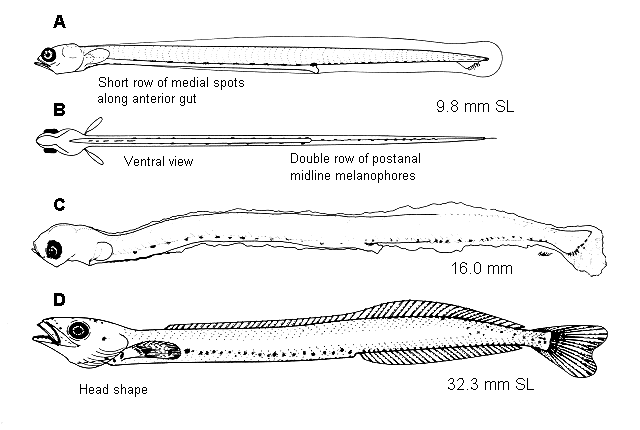 A
Short row of medial spots
along anterior gut
9.8 mm SL
B
Ventral view
Double row of postanal
midline melanophores
C
16.0 mm
D
32.3 mm SL
Head shape